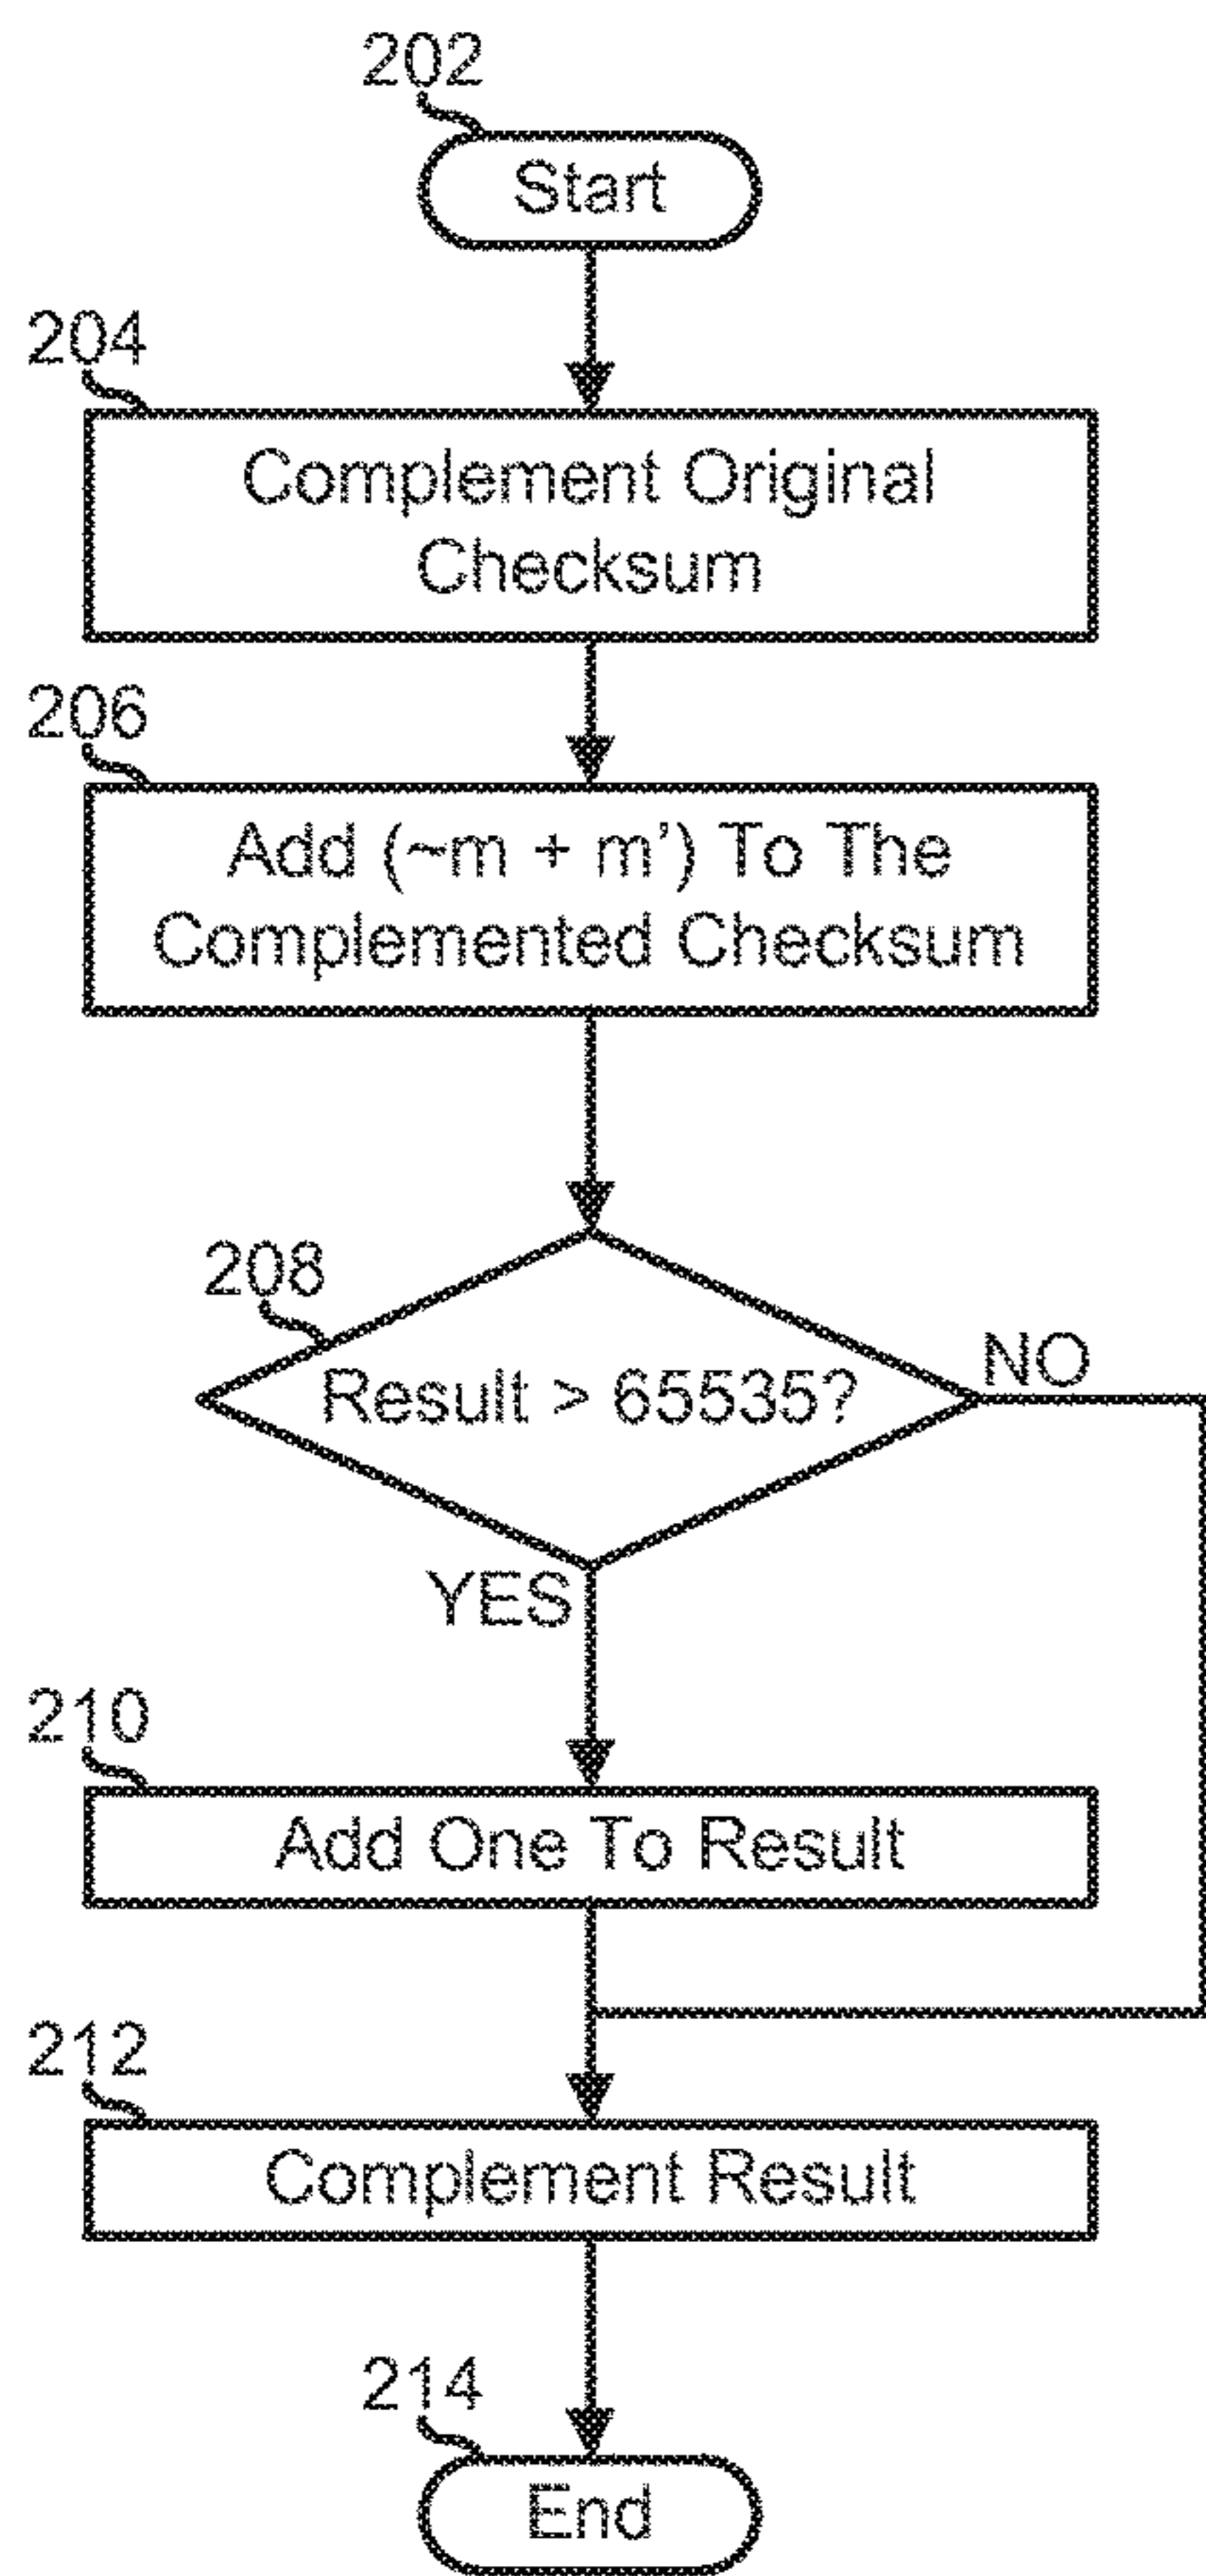 202
Start
204
Complement Original
Checksum
206
Add (~m + m’) To The
Complemented Checksum
208
Result > 65535?
NO
YES
210
Add One To Result
212
Complement Result
214
End